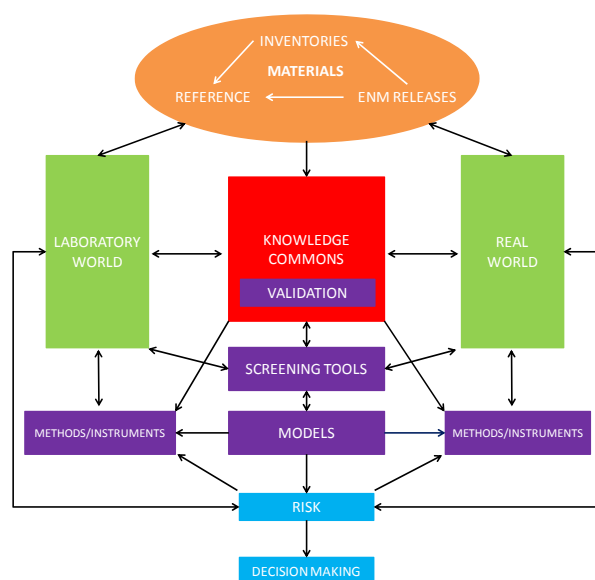 INVENTORIES
MATERIALS
REFERENCE
ENM RELEASES
LABORATORY
WORLD
KNOWLEDGE
COMMONS
VALIDATION
REAL
WORLD
SCREENING TOOLS
METHODS/INSTRUMENTS
MODELS
METHODS/INSTRUMENTS
RISK
DECISION MAKING